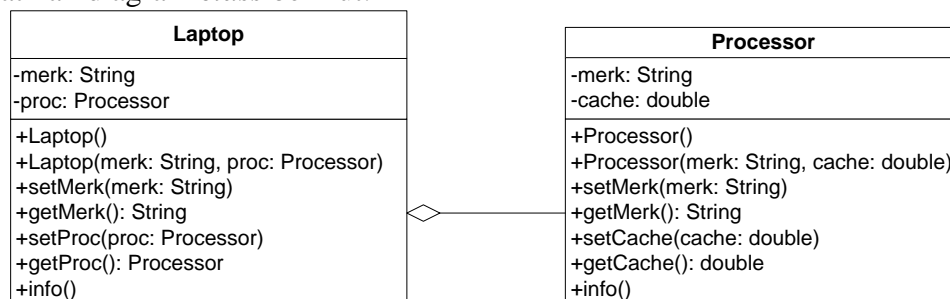 Laptop
-merk: String
-proc: Processor
+Laptop()
+Laptop(merk: String, proc: Processor)
+setMerk(merk: String)
+getMerk(): String
+setProc(proc: Processor)
+getProc(): Processor
+info()
Processor
-merk: String
-cache: double
+Processor()
+Processor(merk: String, cache: double)
+setMerk(merk: String)
+getMerk(): String
+setCache(cache: double)
+getCache(): double
+info()